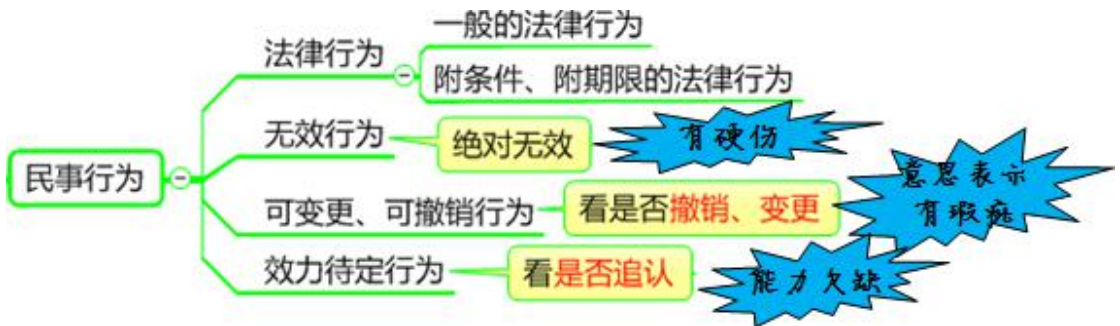 民事行为
法律行为
一般的法律行为
附条件、附期限的法律行为
无效行为
绝对无效
有硬伤
可变更、可撤销行为
看是否撤销、变更
意思表示
有瑕疵
效力待定行为
看是否追认
能力欠缺